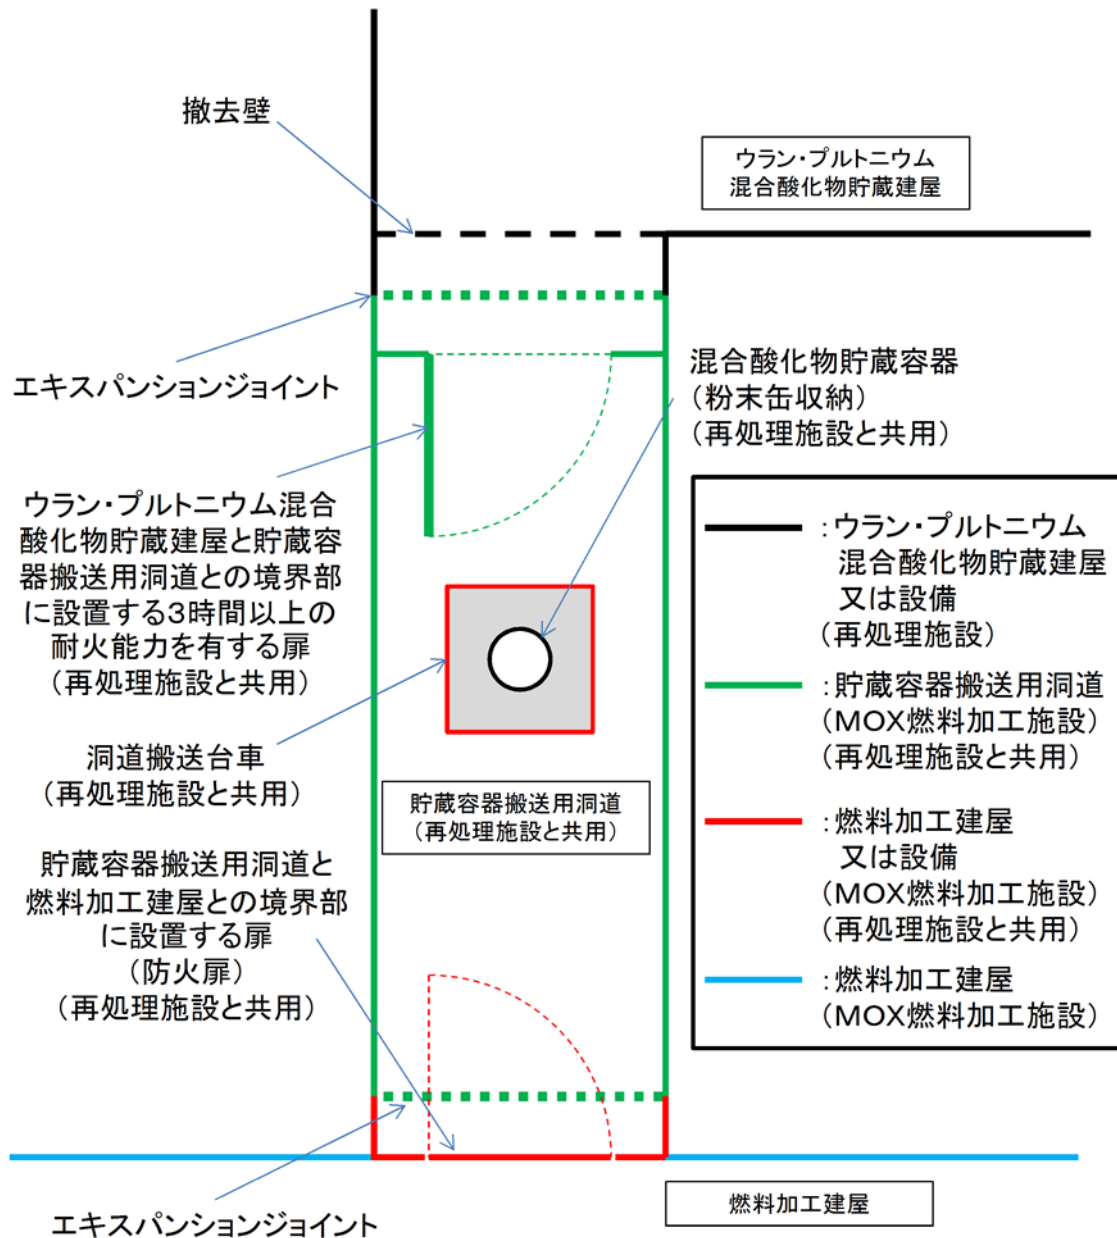 撤去壁
ウラン・プルトニウム
混合酸化物貯蔵建屋
エキスパンションジョイント
混合酸化物貯蔵容器
（粉末缶収納）
（再処理施設と共用）
ウラン・プルトニウム混合
酸化物貯蔵建屋と貯蔵容
器搬送用洞道との境界部
に設置する3時間以上の
耐火能力を有する扉
（再処理施設と共用）
洞道搬送台車
（再処理施設と共用）
貯蔵容器搬送用洞道
（再処理施設と共用）
貯蔵容器搬送用洞道と
燃料加工建屋との境界部
に設置する扉
（防火扉）
（再処理施設と共用）
：ウラン・プルトニウム
混合酸化物貯蔵建屋
又は設備
（再処理施設）
：貯蔵容器搬送用洞道
（MOX燃料加工施設）
（再処理施設と共用）
：燃料加工建屋
又は設備
（MOX燃料加工施設）
（再処理施設と共用）
：燃料加工建屋
（MOX燃料加工施設）
エキスパンションジョイント
燃料加工建屋